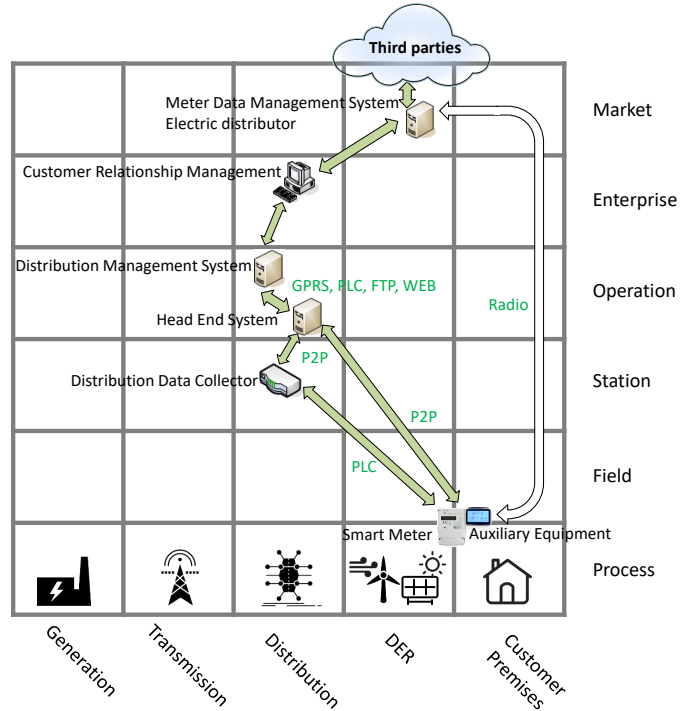 Third parties
Meter Data Management System
Electric distributor
Market
Customer Relationship Management
Enterprise
Distribution Management System
GPRS, PLC, FTP, WEB
Operation
Radio
Head End System
P2P
Distribution Data Collector
Station
P2P
PLC
Field
Smart Meter
Auxiliary Equipment
Process
Generation
Transmission
Distribution
DER
Customer
Premises